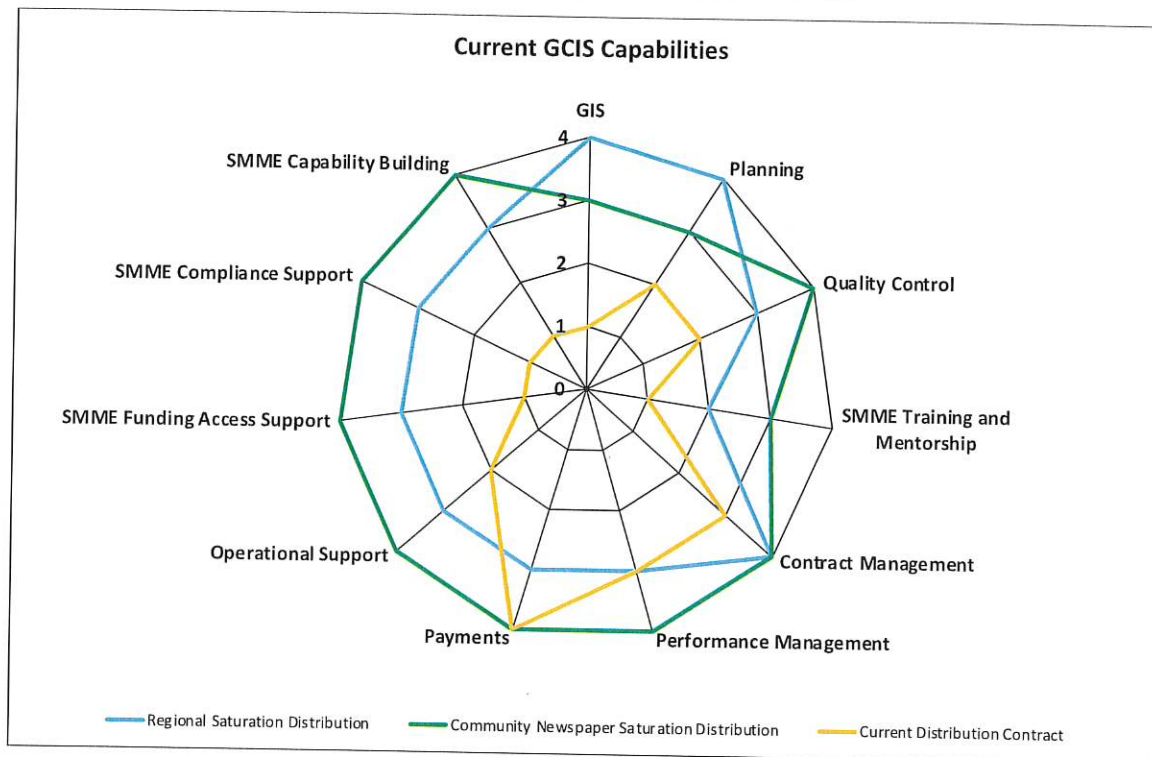 Current GCIS Capabilities
GIS
4
Planning
SMME Capability Building
3
SMME Compliance Support
Quality Control
2
1
0
SMME Funding Access Support
SMME Training and
Mentorship
Operational Support
Contract Management
Payments
Performance Management
Regional Saturation Distribution
Community Newspaper Saturation Distribution
Current Distribution Contract